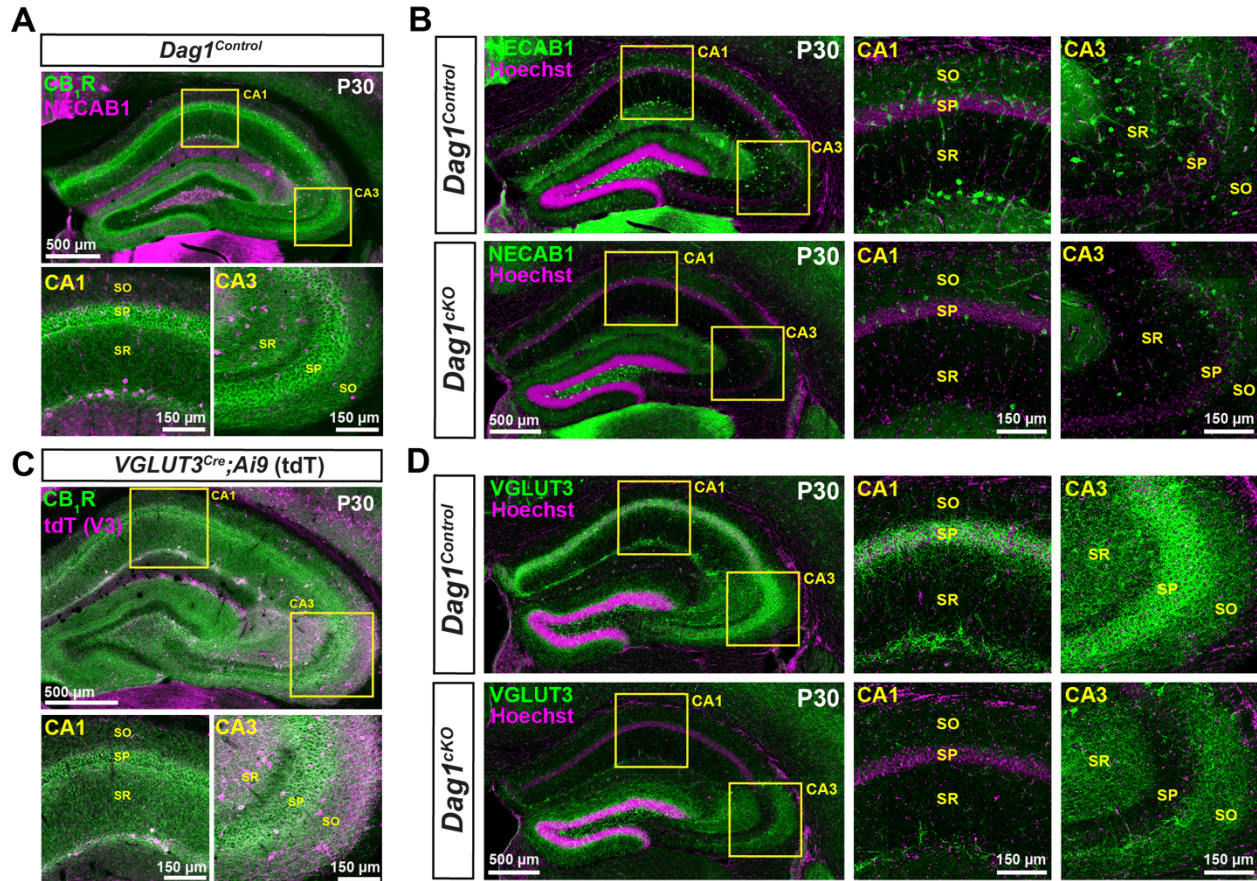 A
Dag1Control
CB1R
NECAB1
P30
CA1
CA3
500 µm
CA1
SO
SP
SR
150 µm
CA3
SR
SP
SO
150 µm
B
Dag1Control
NECAB1
Hoechst
P30
CA1
CA3
CA1
SO
SP
SR
CA3
SR
SP
SO
Dag1cKO
NECAB1
Hoechst
P30
CA1
CA3
500 µm
CA1
SO
SP
SR
150 µm
CA3
SR
SP
SO
150 µm
C
VGLUT3Cre;Ai9 (tdT)
CB1R
tdT (V3)
P30
CA1
CA3
500 µm
CA1
SO
SP
SR
150 µm
CA3
SR
SP
SO
150 µm
D
Dag1Control
VGLUT3
Hoechst
P30
CA1
CA3
CA1
SO
SP
SR
CA3
SR
SP
SO
Dag1cKO
VGLUT3
Hoechst
P30
CA1
CA3
500 µm
CA1
SO
SP
SR
150 µm
CA3
SR
SP
SO
150 µm